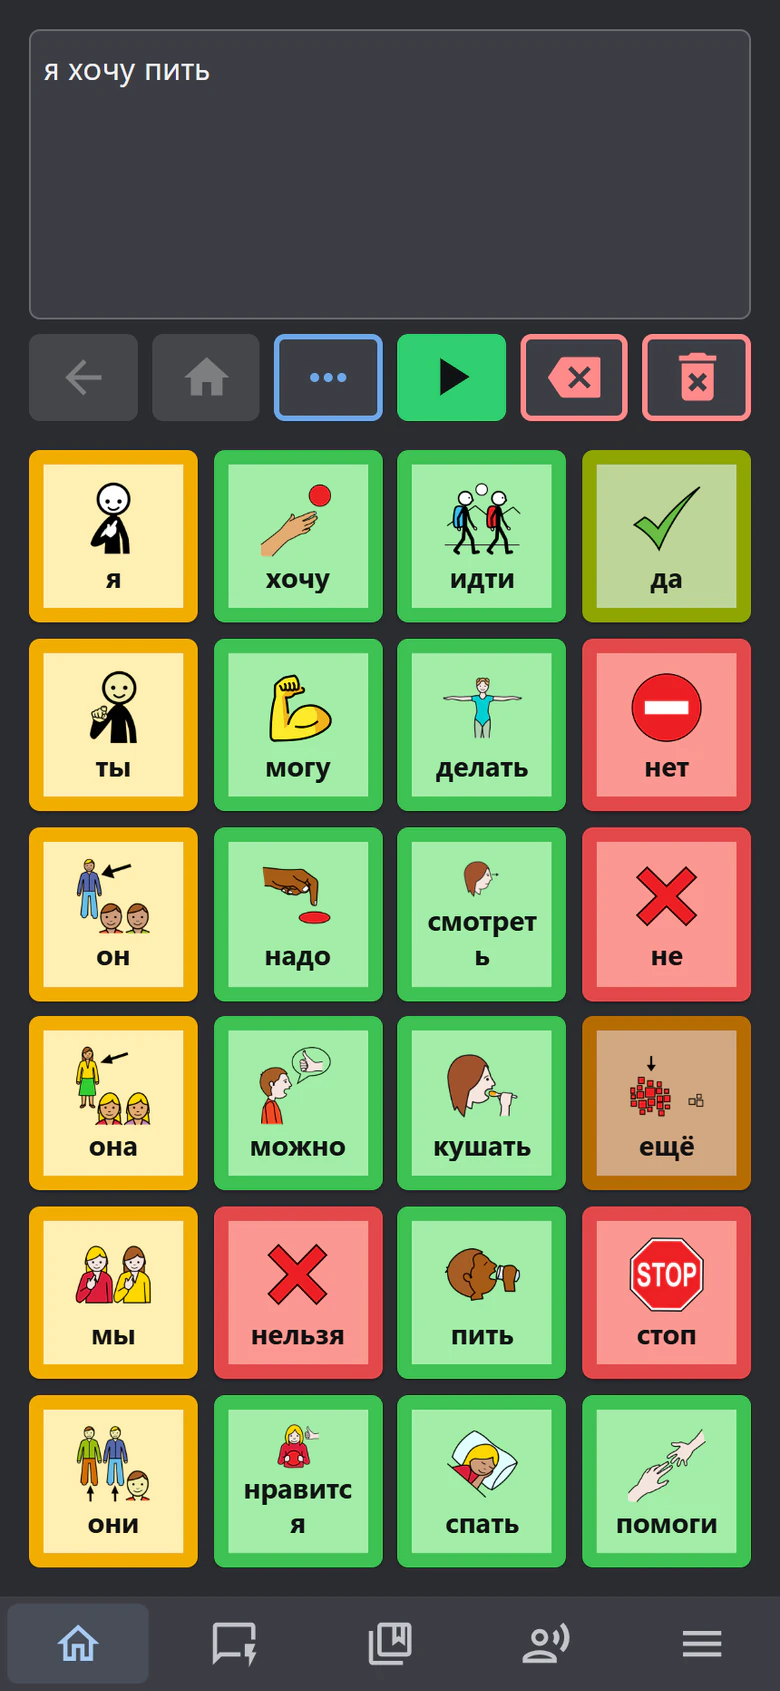 я хочу пить
я
хочу
идти
да
ты
могу
делать
нет
он
надо
смотрет
ь
не
она
можно
кушать
ещё
мы
нельзя
пить
STOP
стоп
они
нравитс
я
спать
помоги